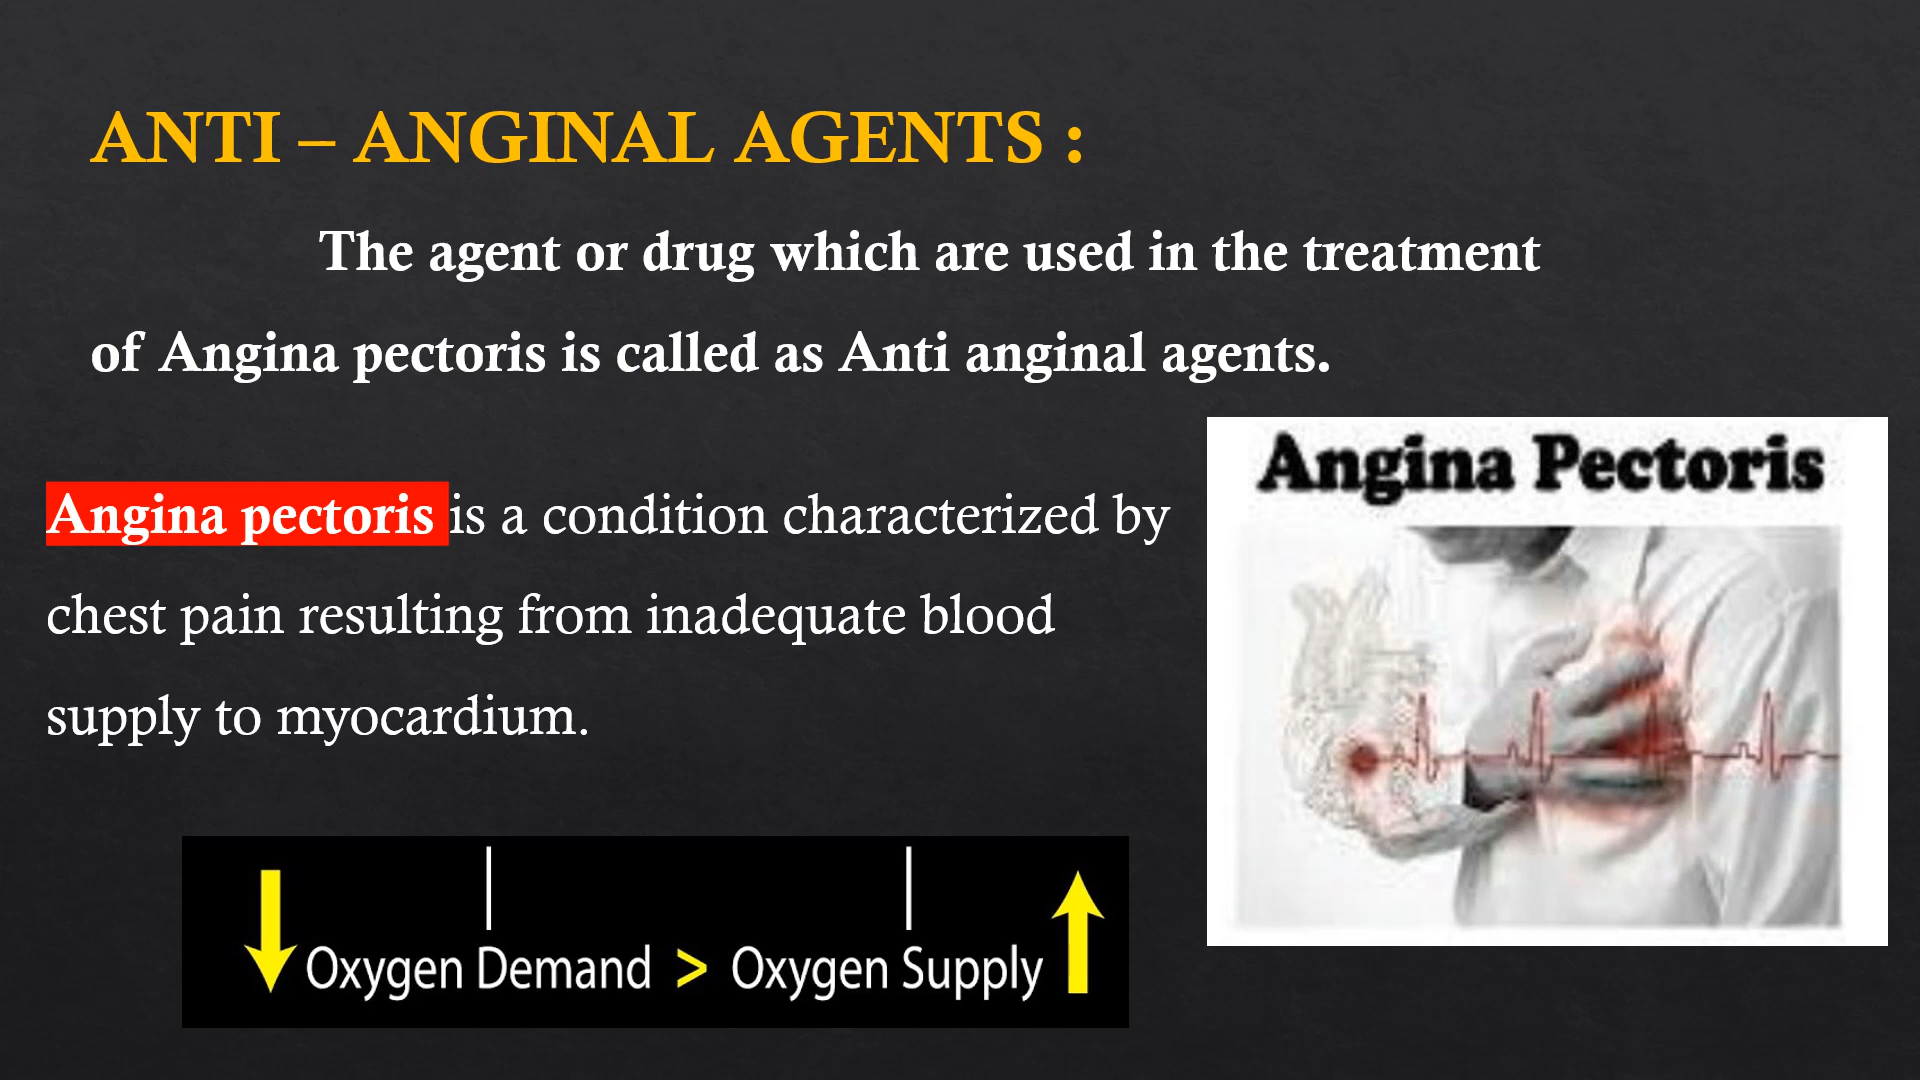 ANTI – ANGINAL AGENTS :
The agent or drug which are used in the treatment
of Angina pectoris is called as Anti anginal agents.
Angina pectoris is a condition characterized by
chest pain resulting from inadequate blood
supply to myocardium.
Angina Pectoris
Oxygen Demand > Oxygen Supply